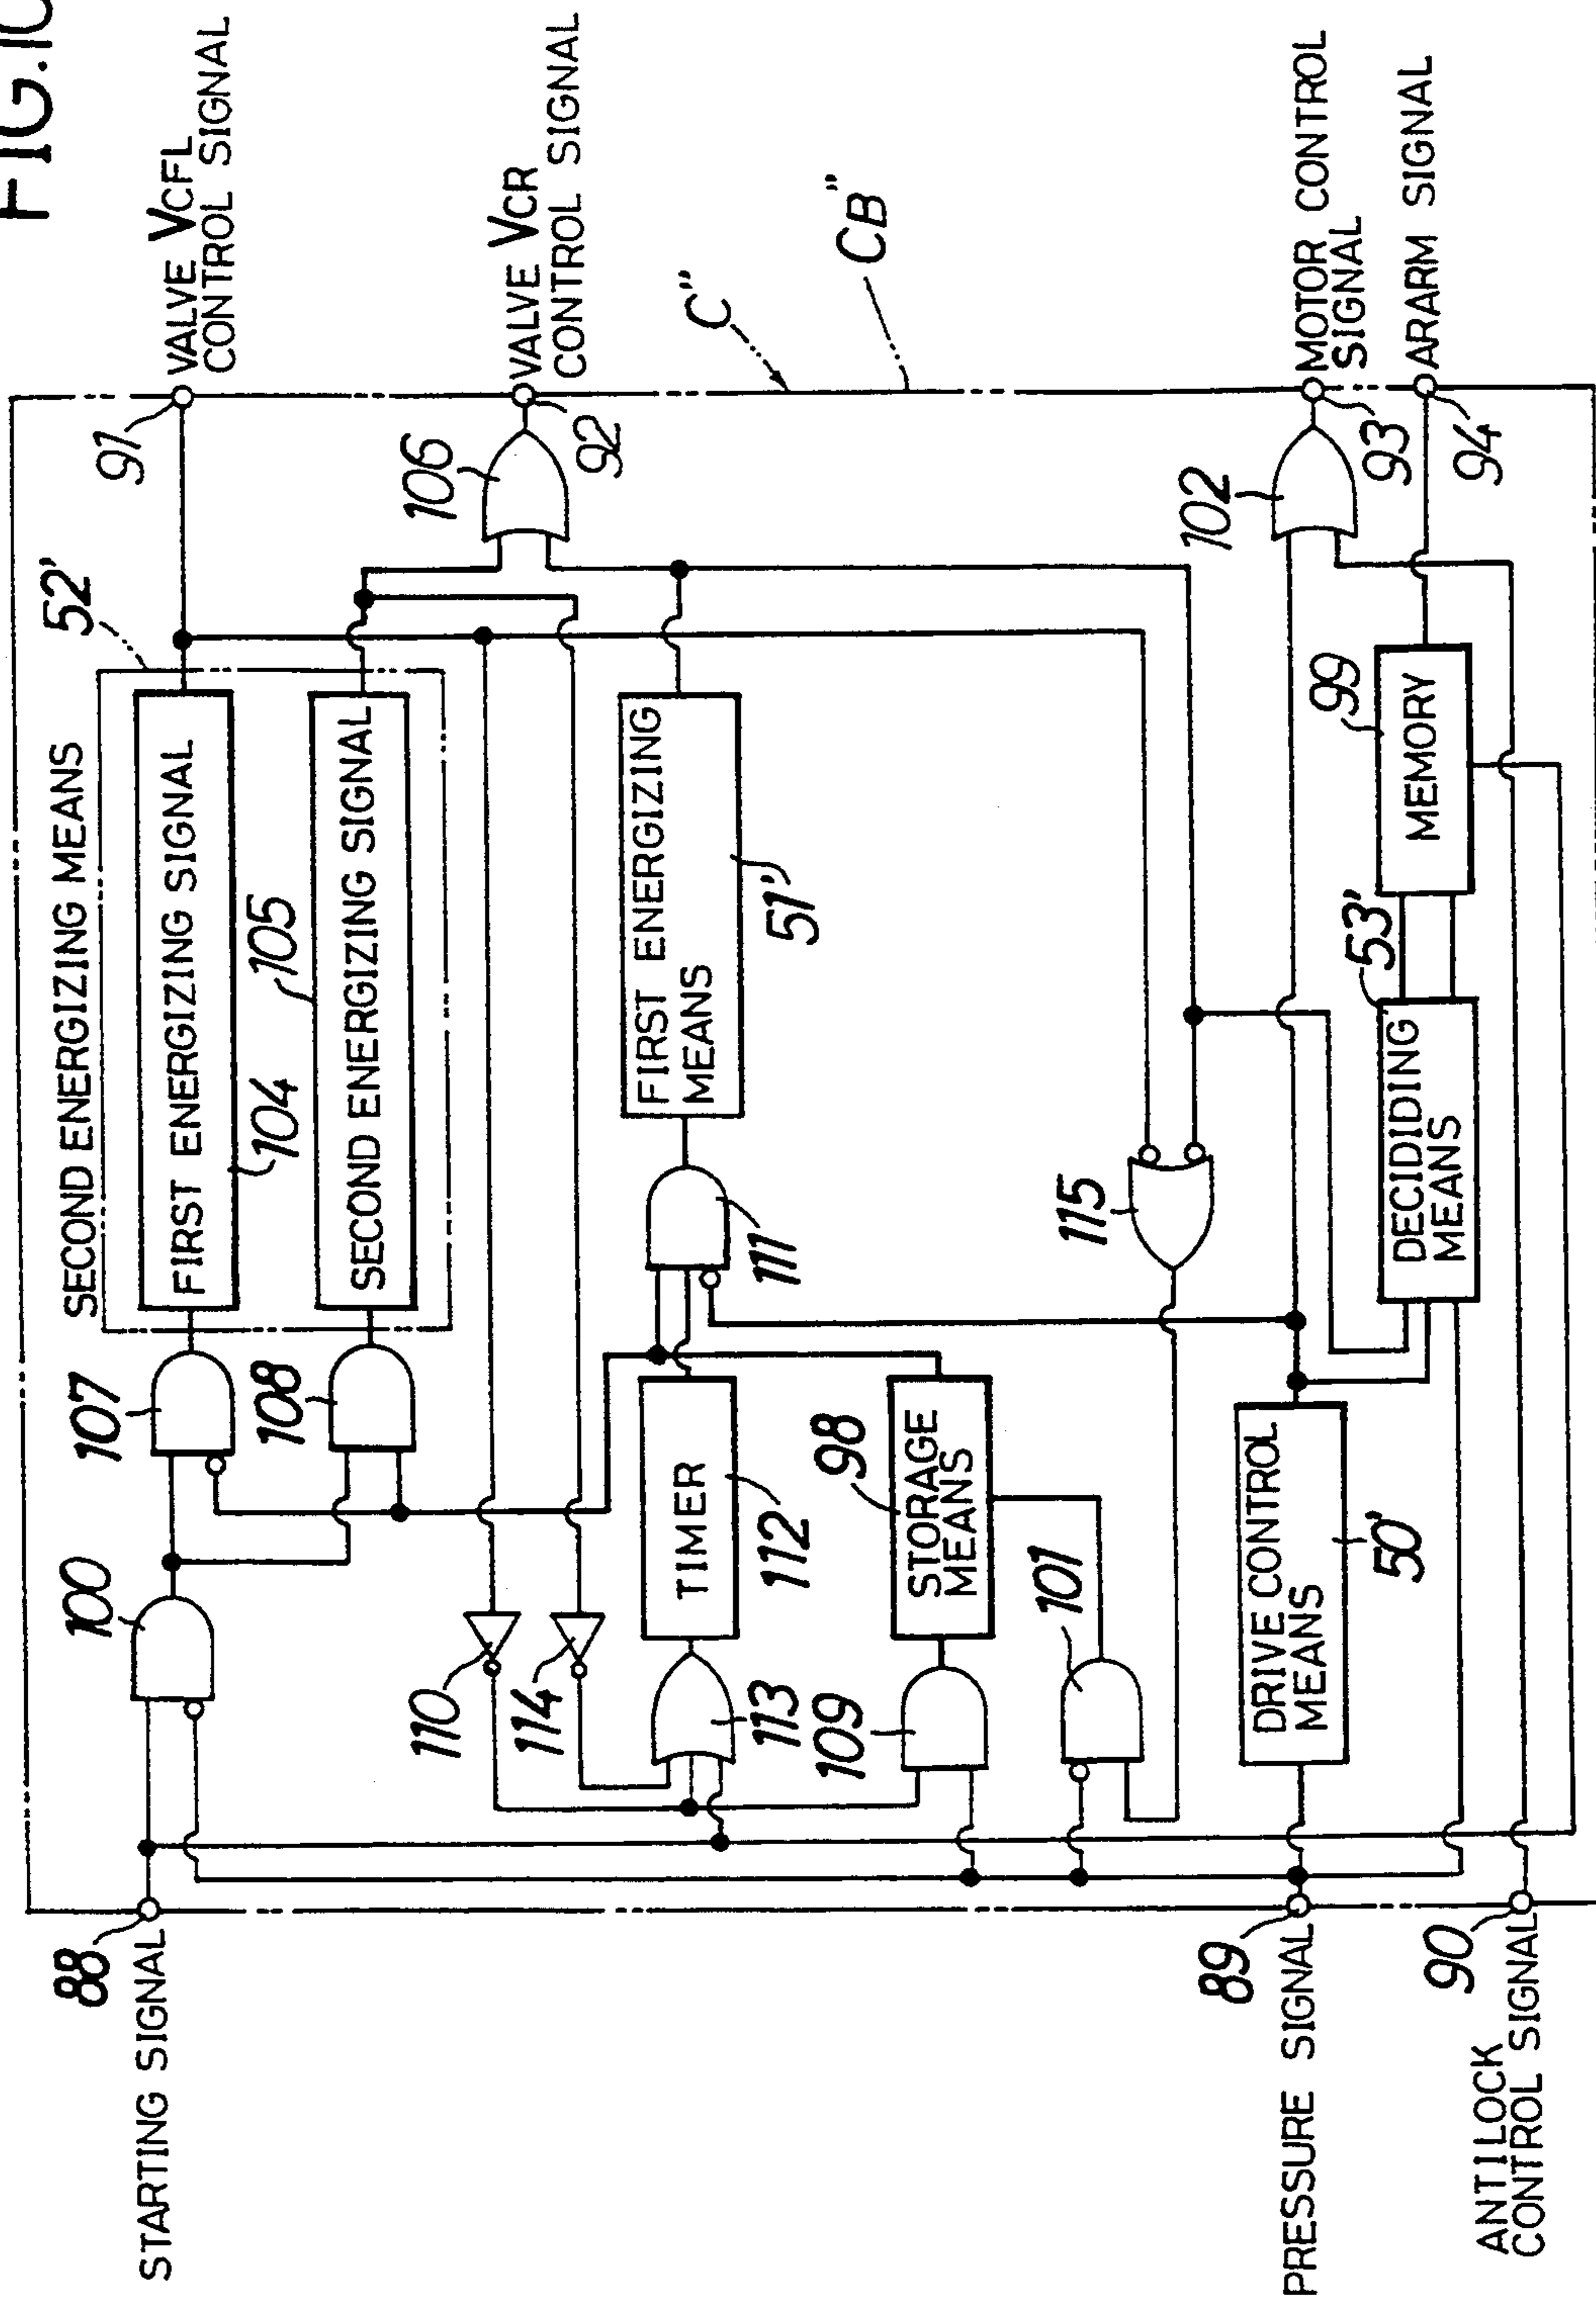 FIG.10
VALVE VCFL
CONTROL SIGNAL
VALVE VCR
CONTROL SIGNAL
C"
CB"
MOTOR CONTROL
SIGNAL
ARARM SIGNAL
91
92
93
94
106
102
52'
SECOND ENERGIZING MEANS
FIRST ENERGIZING SIGNAL
104
105
SECOND ENERGIZING SIGNAL
FIRST ENERGIZING
MEANS
51'
99
MEMORY
53'
DECIDIDING
MEANS
107
108
111
115
100
110
114
TIMER
112
113
98
STORAGE
MEANS
109
101
DRIVE CONTROL
MEANS
50'
88
STARTING SIGNAL
89
PRESSURE SIGNAL
90
ANTILOCK
CONTROL SIGNAL